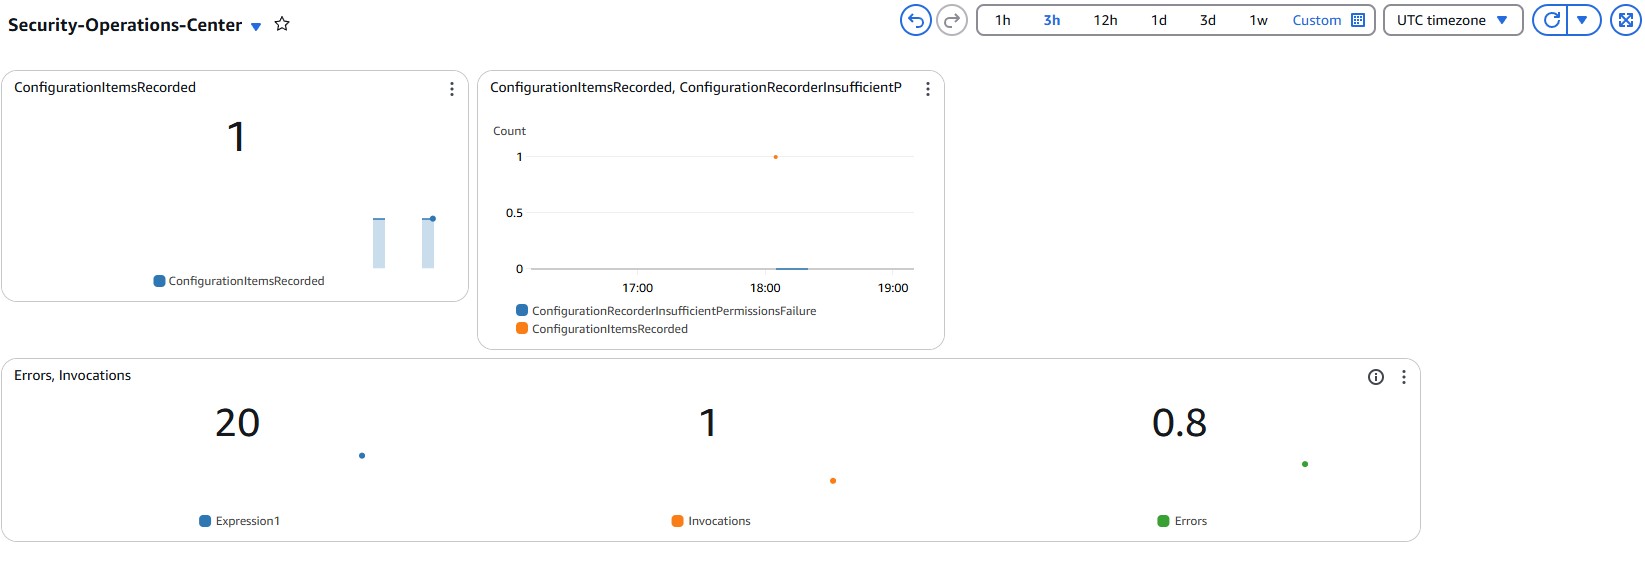 Security-Operations-Center
1h 3h 12h 1d 3d 1w Custom UTC timezone
ConfigurationItemsRecorded
1
ConfigurationItemsRecorded
ConfigurationItemsRecorded, ConfigurationRecorderInsufficientP
Count
1
0.5
0
17:00 18:00 19:00
ConfigurationRecorderInsufficientPermissionsFailure
ConfigurationItemsRecorded
Errors, Invocations
20 1 0.8
Expression1 Invocations Errors